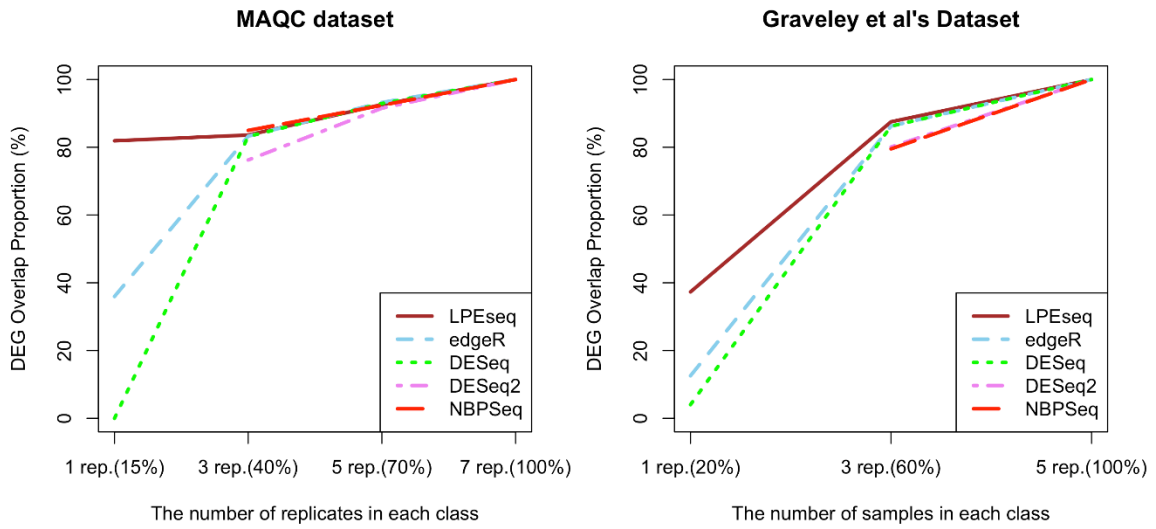 MAQC dataset
DEG Overlap Proportion (%)
100
80
60
40
20
0
LPEseq
edgeR
DESeq
DESeq2
NBPSeq
1 rep.(15%) 3 rep.(40%) 5 rep.(70%) 7 rep.(100%)
The number of replicates in each class
Graveley et al's Dataset
DEG Overlap Proportion (%)
100
80
60
40
20
0
LPEseq
edgeR
DESeq
DESeq2
NBPSeq
1 rep.(20%) 3 rep.(60%) 5 rep.(100%)
The number of samples in each class